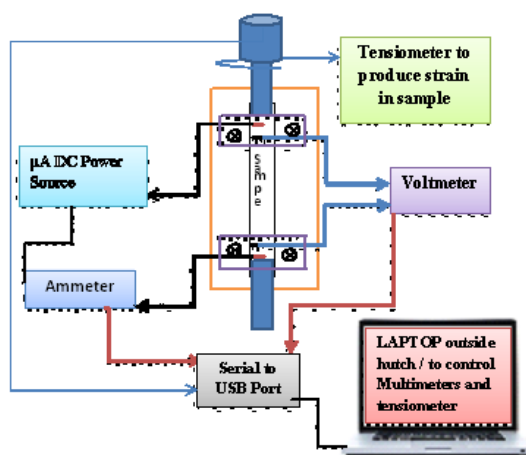 Tensiometer to
produce strain
in sample
µA DC Power
Source
Sampe
Voltmeter
Ammeter
Serial to
USB Port
LAPTOP outside
hutch / to control
Multimeters and
tensiometer